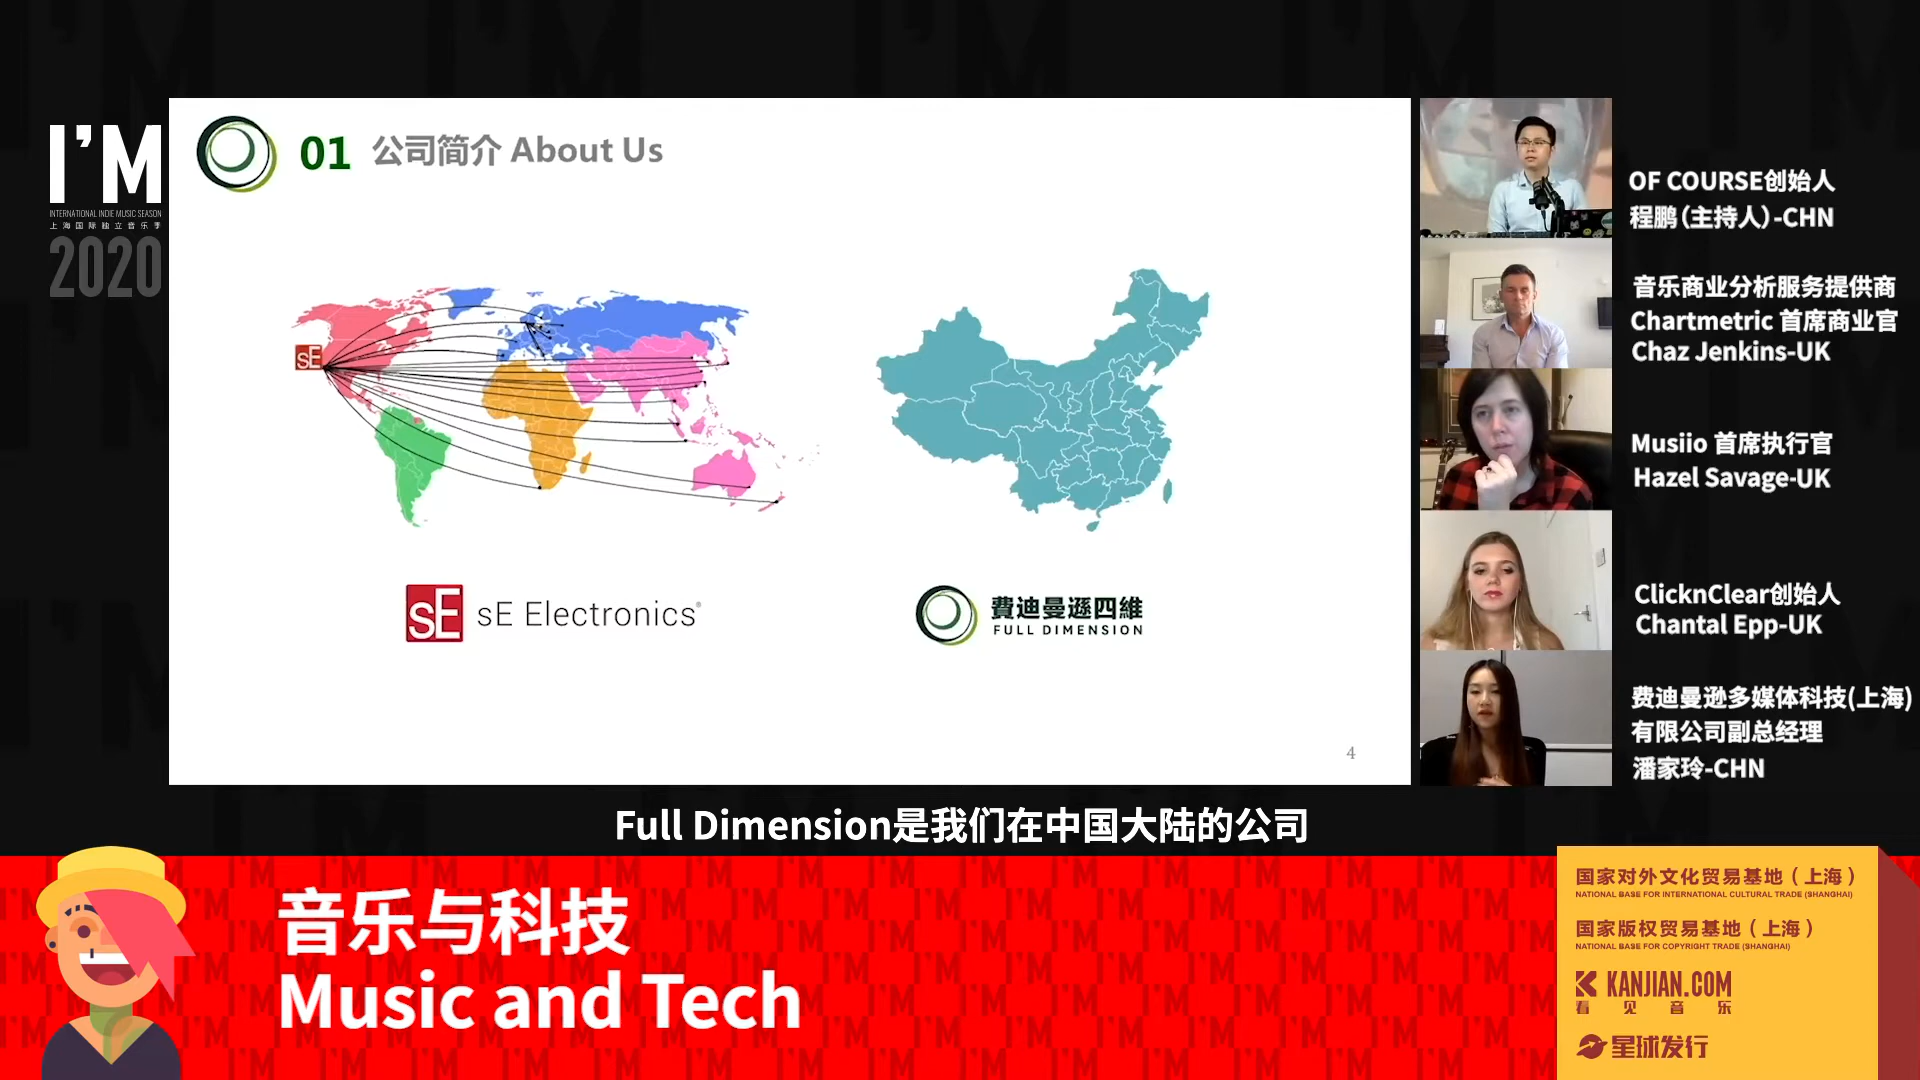 I'M
INTERNATIONAL INDIE MUSIC SEASON
上海国际独立音乐季
2020
01 公司简介 About Us
sE
sE sE Electronics®
費迪曼遜四維
FULL DIMENSION
4
OF COURSE创始人
程鹏(主持人)-CHN
音乐商业分析服务提供商
Chartmetric 首席商业官
Chaz Jenkins-UK
Musiio 首席执行官
Hazel Savage-UK
ClicknClear创始人
Chantal Epp-UK
费迪曼逊多媒体科技(上海)
有限公司副总经理
潘家玲-CHN
Full Dimension是我们在中国大陆的公司
音乐与科技
Music and Tech
国家对外文化贸易基地(上海)
NATIONAL BASE FOR INTERNATIONAL CULTURAL TRADE (SHANGHAI)
国家版权贸易基地(上海)
NATIONAL BASE FOR COPYRIGHT TRADE (SHANGHAI)
KANJIAN.COM
看见音乐
星球发行